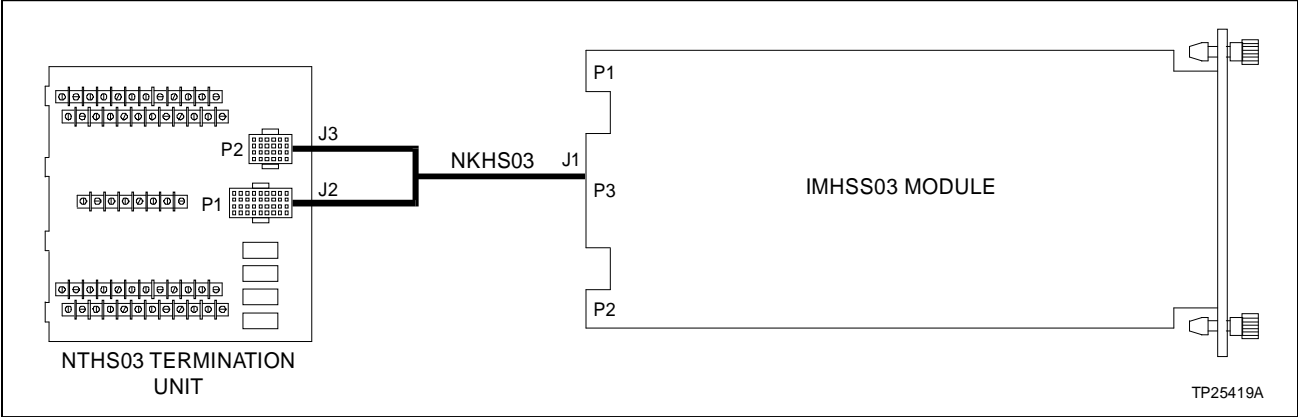 P1
J3
P2
NKHS03
J1
J2
P3
IMHSS03 MODULE
P1
P2
NTHS03 TERMINATION
UNIT
TP25419A